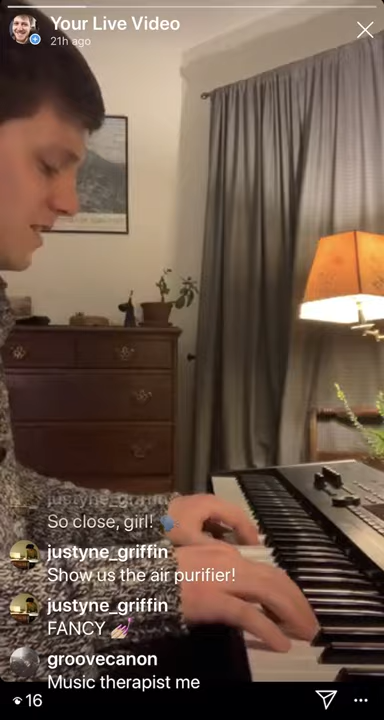 Your Live Video
21h ago
justyne_griffin
So close, girl!
justyne_griffin
Show us the air purifier!
justyne_griffin
FANCY 💅🏻
groovecanon
Music therapist me
16